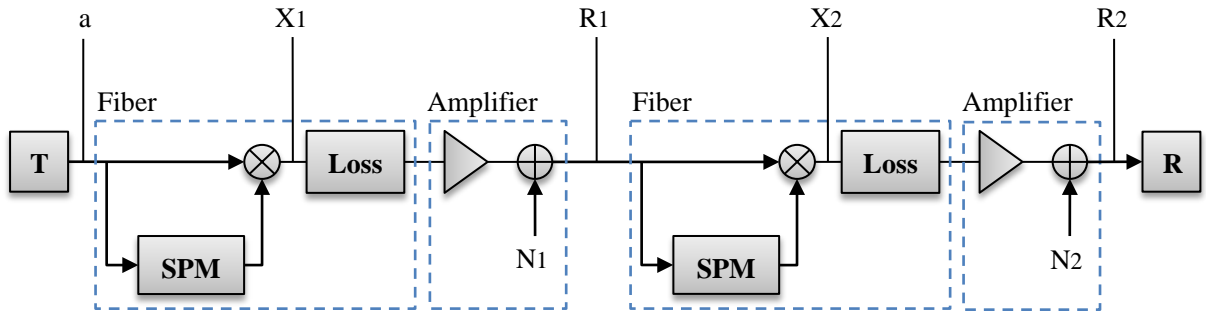 a X1 R1 X2 R2
Fiber Amplifier Fiber Amplifier
T Loss Loss R
SPM N1 SPM N2